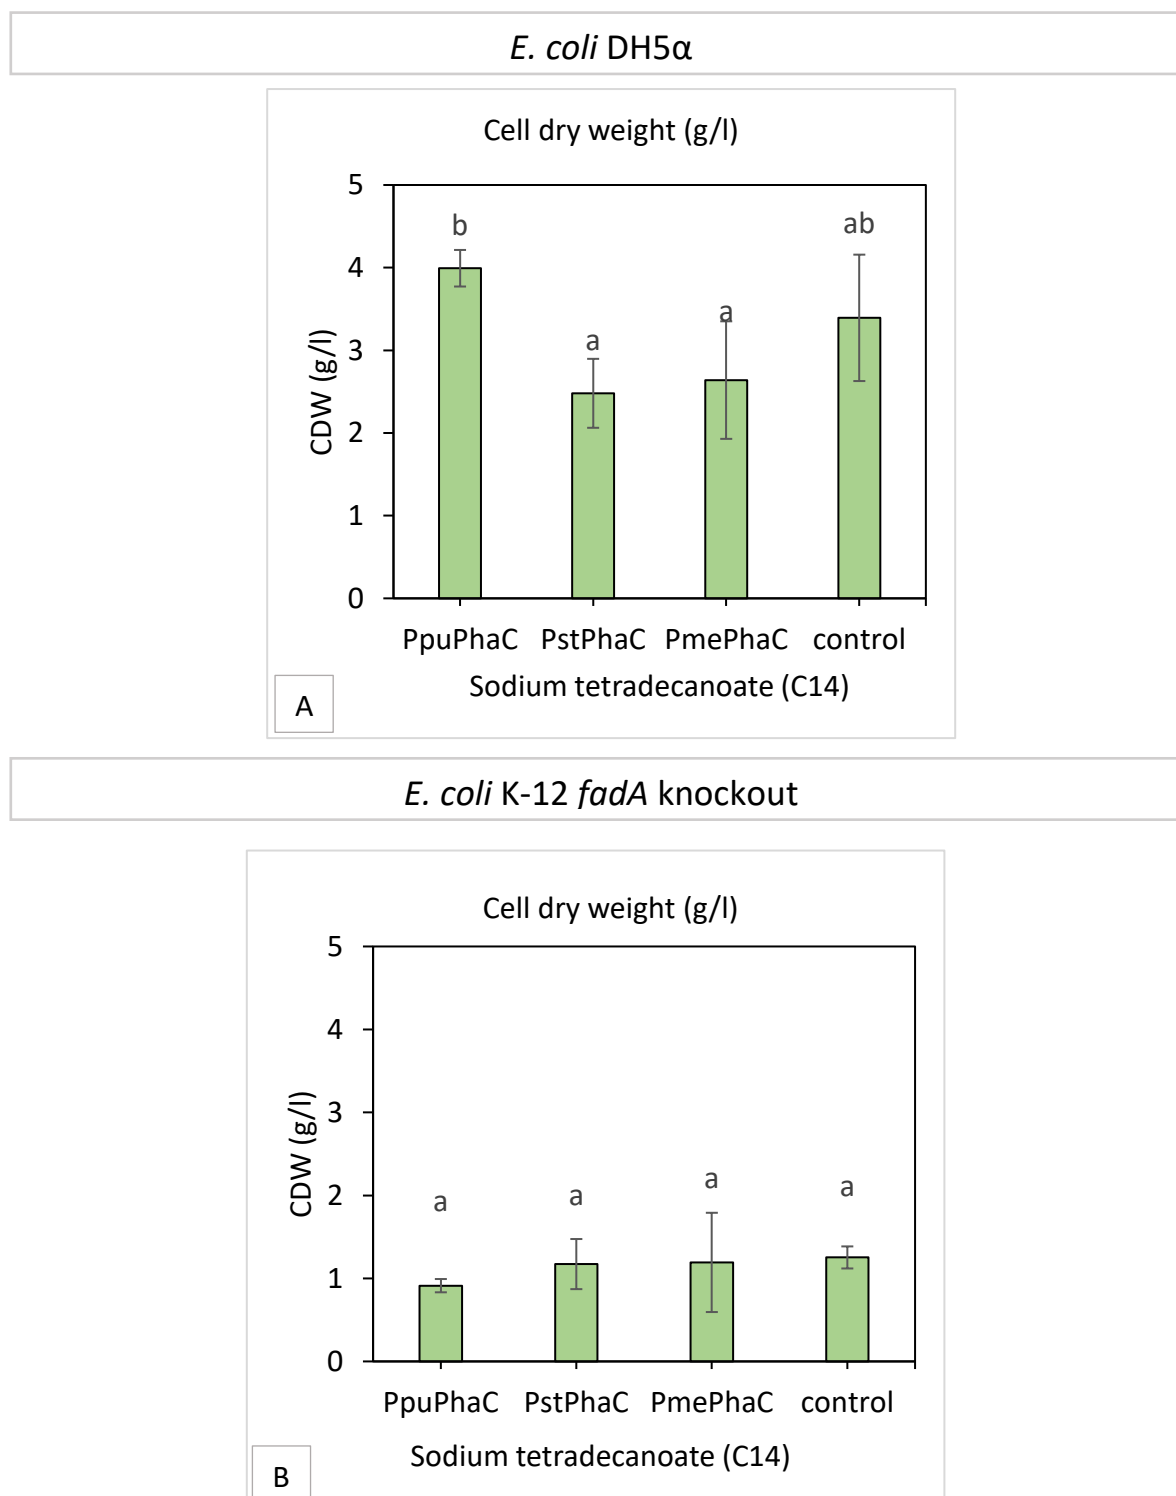 E. coli DH5α
Cell dry weight (g/l)
5
4
3
2
1
0
CDW (g/l)
b
a
a
ab
PpuPhaC PstPhaC PmePhaC control
Sodium tetradecanoate (C14)
A
E. coli K-12 fadA knockout
Cell dry weight (g/l)
5
4
3
2
1
0
CDW (g/l)
a
a
a
a
PpuPhaC PstPhaC PmePhaC control
Sodium tetradecanoate (C14)
B